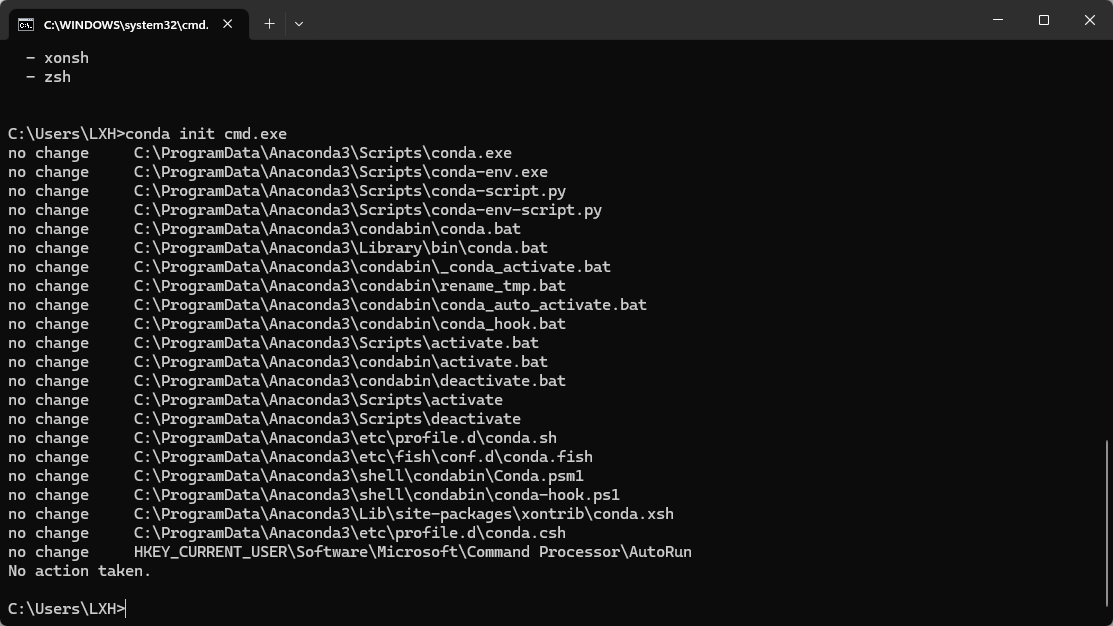 C:\WINDOWS\system32\cmd.
- xonsh
- zsh
C:\Users\LXH>conda init cmd.exe
no change     C:\ProgramData\Anaconda3\Scripts\conda.exe
no change     C:\ProgramData\Anaconda3\Scripts\conda-env.exe
no change     C:\ProgramData\Anaconda3\Scripts\conda-script.py
no change     C:\ProgramData\Anaconda3\Scripts\conda-env-script.py
no change     C:\ProgramData\Anaconda3\condabin\conda.bat
no change     C:\ProgramData\Anaconda3\Library\bin\conda.bat
no change     C:\ProgramData\Anaconda3\condabin\_conda_activate.bat
no change     C:\ProgramData\Anaconda3\condabin\rename_tmp.bat
no change     C:\ProgramData\Anaconda3\condabin\conda_auto_activate.bat
no change     C:\ProgramData\Anaconda3\condabin\conda_hook.bat
no change     C:\ProgramData\Anaconda3\Scripts\activate.bat
no change     C:\ProgramData\Anaconda3\condabin\activate.bat
no change     C:\ProgramData\Anaconda3\condabin\deactivate.bat
no change     C:\ProgramData\Anaconda3\Scripts\activate
no change     C:\ProgramData\Anaconda3\Scripts\deactivate
no change     C:\ProgramData\Anaconda3\etc\profile.d\conda.sh
no change     C:\ProgramData\Anaconda3\etc\fish\conf.d\conda.fish
no change     C:\ProgramData\Anaconda3\shell\condabin\Conda.psm1
no change     C:\ProgramData\Anaconda3\shell\condabin\conda-hook.ps1
no change     C:\ProgramData\Anaconda3\Lib\site-packages\xontrib\conda.xsh
no change     C:\ProgramData\Anaconda3\etc\profile.d\conda.csh
no change     HKEY_CURRENT_USER\Software\Microsoft\Command Processor\AutoRun
No action taken.
C:\Users\LXH>